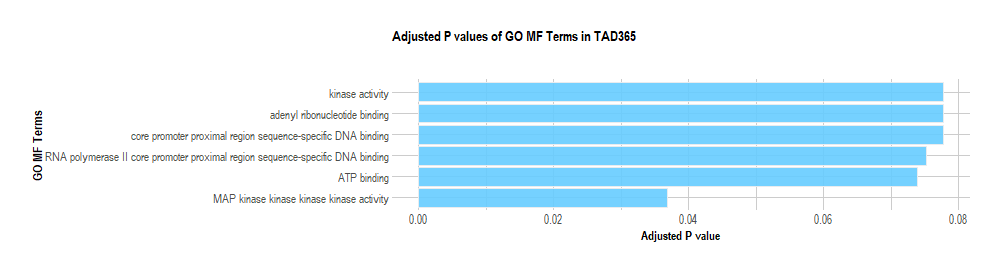 Adjusted P values of GO MF Terms in TAD365
GO MF Terms
kinase activity
adenyl ribonucleotide binding
core promoter proximal region sequence-specific DNA binding
RNA polymerase II core promoter proximal region sequence-specific DNA binding
ATP binding
MAP kinase kinase kinase kinase activity
0.00 0.02 0.04 0.06 0.08
Adjusted P value